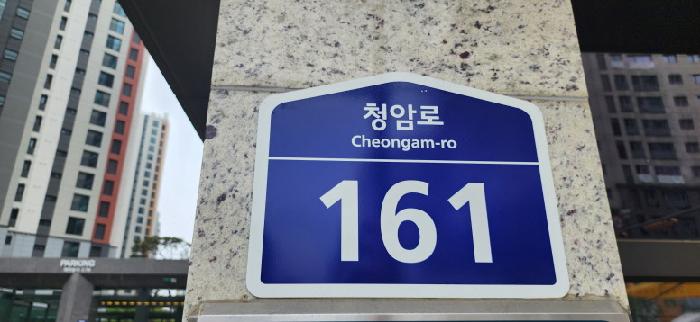 청암로
Cheongam-ro
161
PARKING